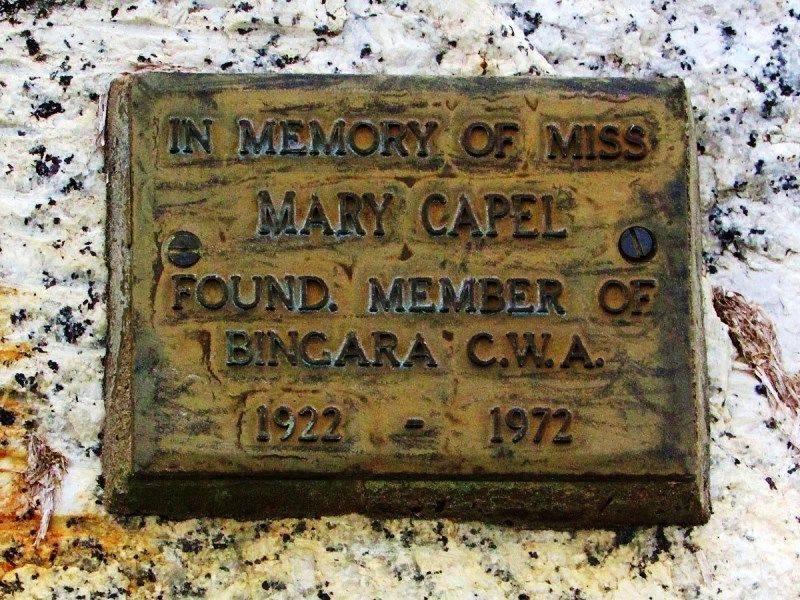 IN MEMORY OF MISS
MARY CAPEL
FOUND. MEMBER OF
BINGARA C.W.A.
1922 - 1972